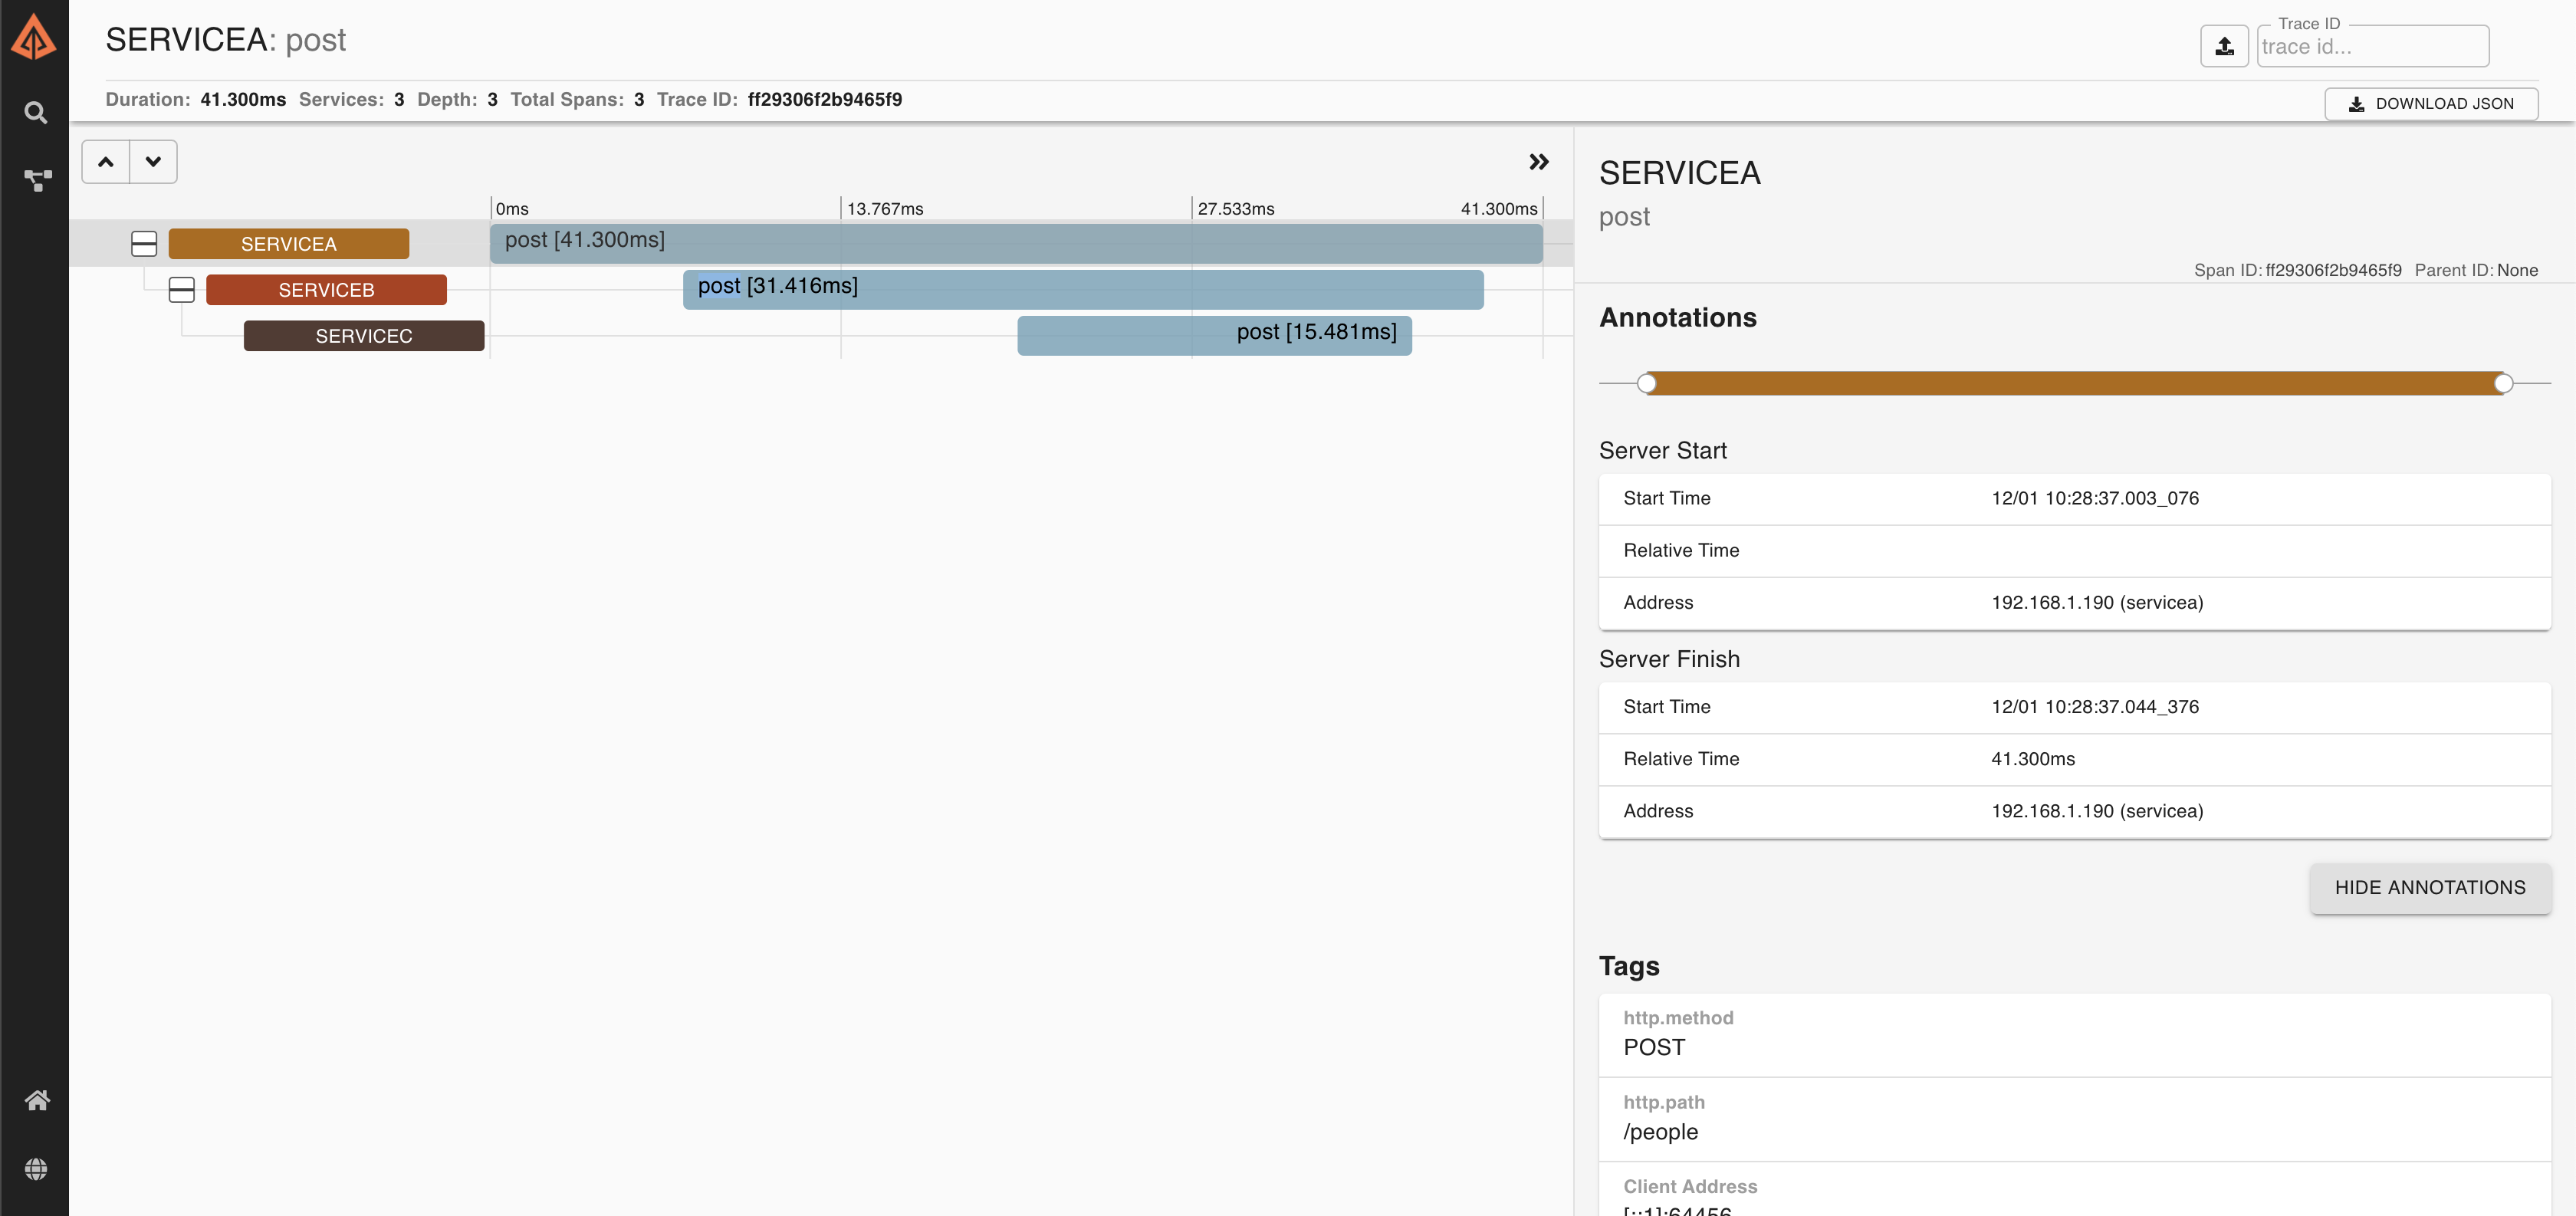 SERVICEA: post
Trace ID
trace id...
Duration: 41.300ms Services: 3 Depth: 3 Total Spans: 3 Trace ID: ff29306f2b9465f9
DOWNLOAD JSON
0ms 13.767ms 27.533ms 41.300ms
SERVICEA post [41.300ms]
SERVICEB post [31.416ms]
SERVICEC post [15.481ms]
SERVICEA
post
Span ID: ff29306f2b9465f9 Parent ID: None
Annotations
Server Start
Start Time 12/01 10:28:37.003_076
Relative Time
Address 192.168.1.190 (servicea)
Server Finish
Start Time 12/01 10:28:37.044_376
Relative Time 41.300ms
Address 192.168.1.190 (servicea)
HIDE ANNOTATIONS
Tags
http.method
POST
http.path
/people
Client Address
[::1]:64456